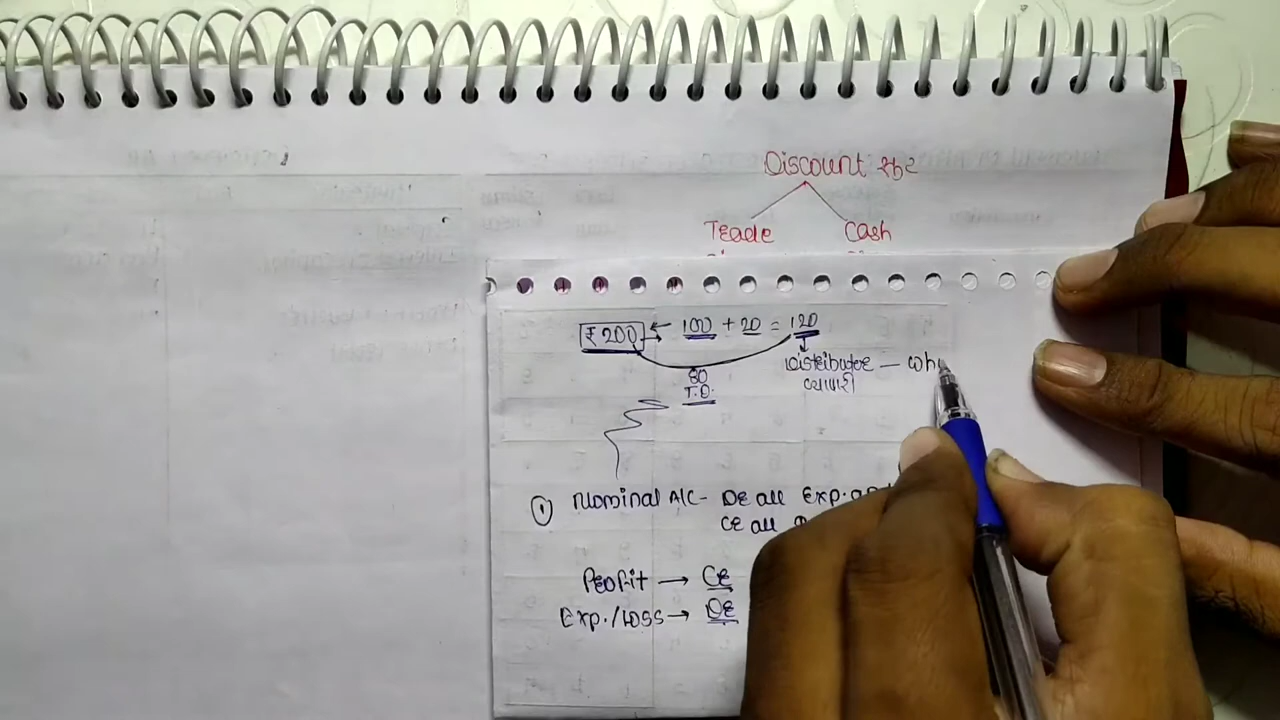 Discount
Trade Cash
₹200 ← 100 + 20 = 120
80
T.D.
Distributor — Wh
વ્યાપારી
① Nominal A/C - Dr all Exp. and
Cr all
Profit → Cr
Exp./Loss → Dr